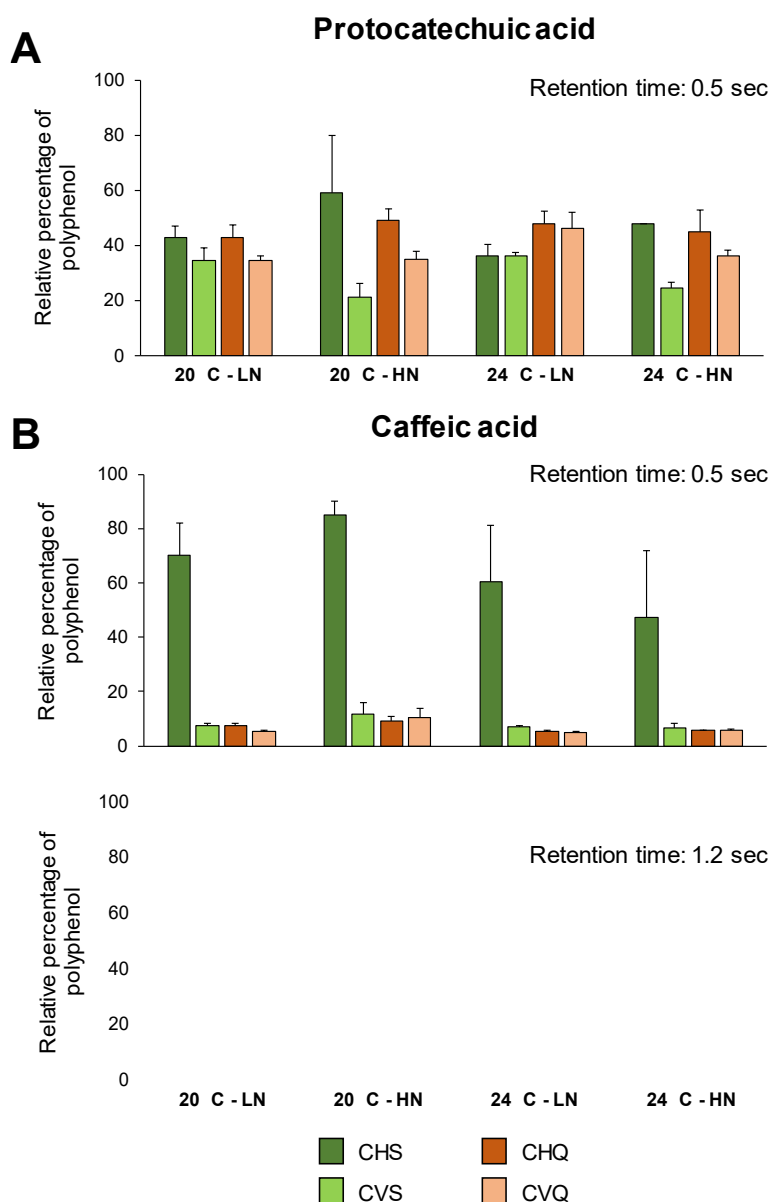 Protocatechuic acid
A
Retention time: 0.5 sec
Relative percentage of
polyphenol
100
80
60
40
20
0
20 C - LN
20 C - HN
24 C - LN
24 C - HN
Caffeic acid
B
Retention time: 0.5 sec
Relative percentage of
polyphenol
100
80
60
40
20
0
Retention time: 1.2 sec
Relative percentage of
polyphenol
100
80
60
40
20
0
20 C - LN
20 C - HN
24 C - LN
24 C - HN
CHS
CHQ
CVS
CVQ